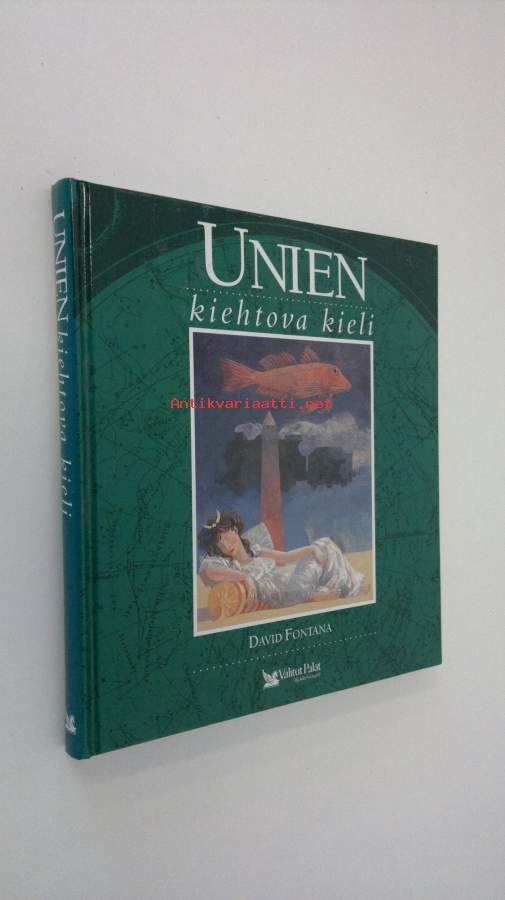 UNIEN
kiehtova kieli
Antikvariaatti.net
DAVID FONTANA
Valitut Palat
UNIEN kiehtova kieli